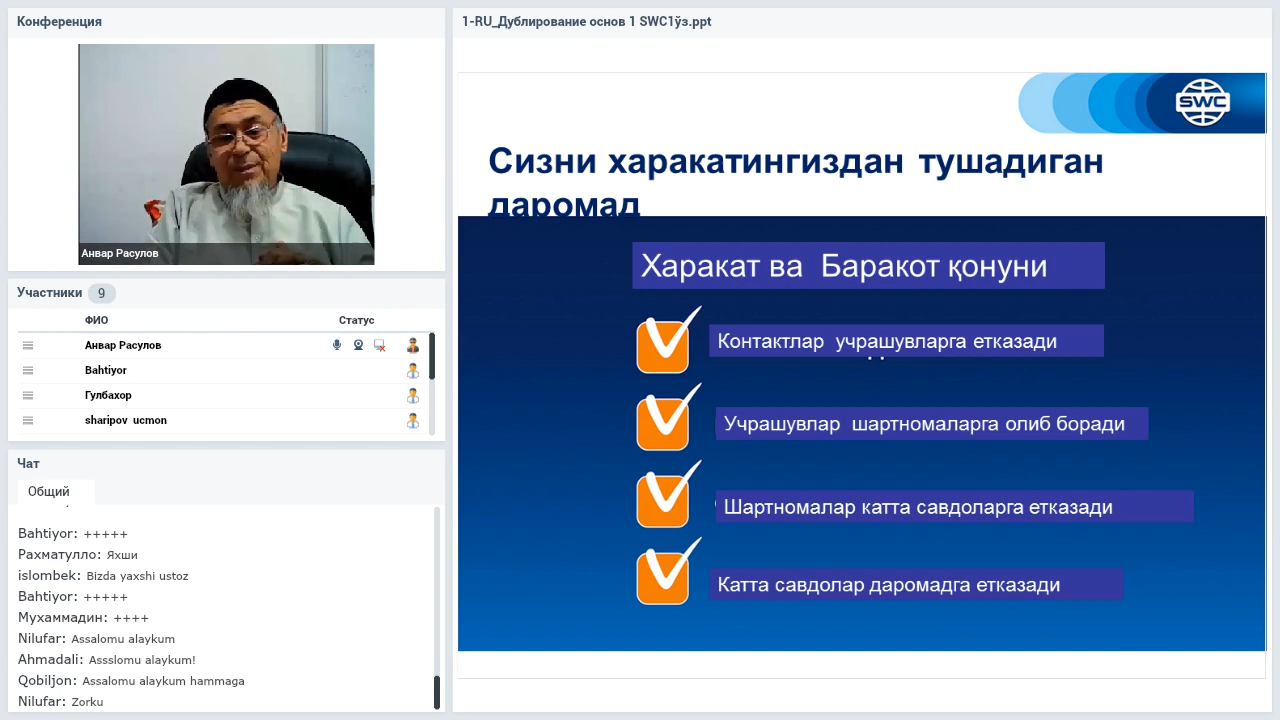 Конференция
Анвар Расулов
Участники 9
ФИО Статус
Анвар Расулов
Bahtiyor
Гулбахор
sharipov ucmon
Чат
Общий
Bahtiyor: +++++
Рахматулло: Яхши
islombek: Bizda yaxshi ustoz
Bahtiyor: +++++
Мухаммадин: ++++
Nilufar: Assalomu alaykum
Ahmadali: Assslomu alaykum!
Qobiljon: Assalomu alaykum hammaga
Nilufar: Zorku
1-RU_Дублирование основ 1 SWC1ўз.ppt
SWC
Сизни харакатингиздан тушадиган
даромад
Харакат ва Баракот қонуни
Контактлар учрашувларга етказади
Учрашувлар шартномаларга олиб боради
Шартномалар катта савдоларга етказади
Катта савдолар даромадга етказади